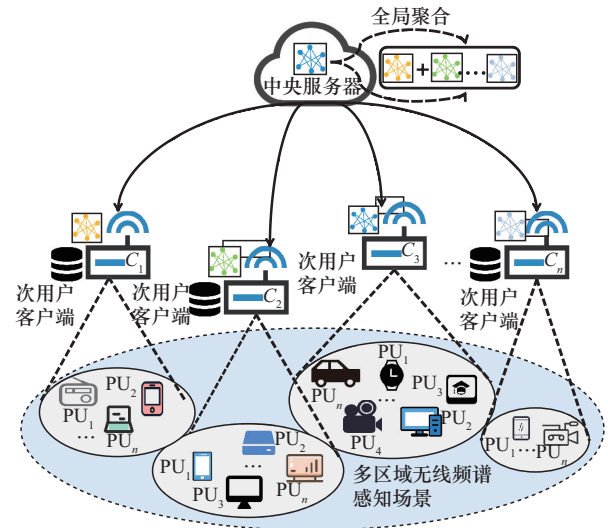 全局聚合
+
+
...
中央服务器
C1
C2
C3
...
Cn
次用户
客户端
次用户
客户端
次用户
客户端
次用户
客户端
PU1
PU2
...
PUn
PU1
PU2
...
PU3
PUn
PUn
PU1
...
PU3
PU4
PU2
PU1
...
PUn
多区域无线频谱
感知场景